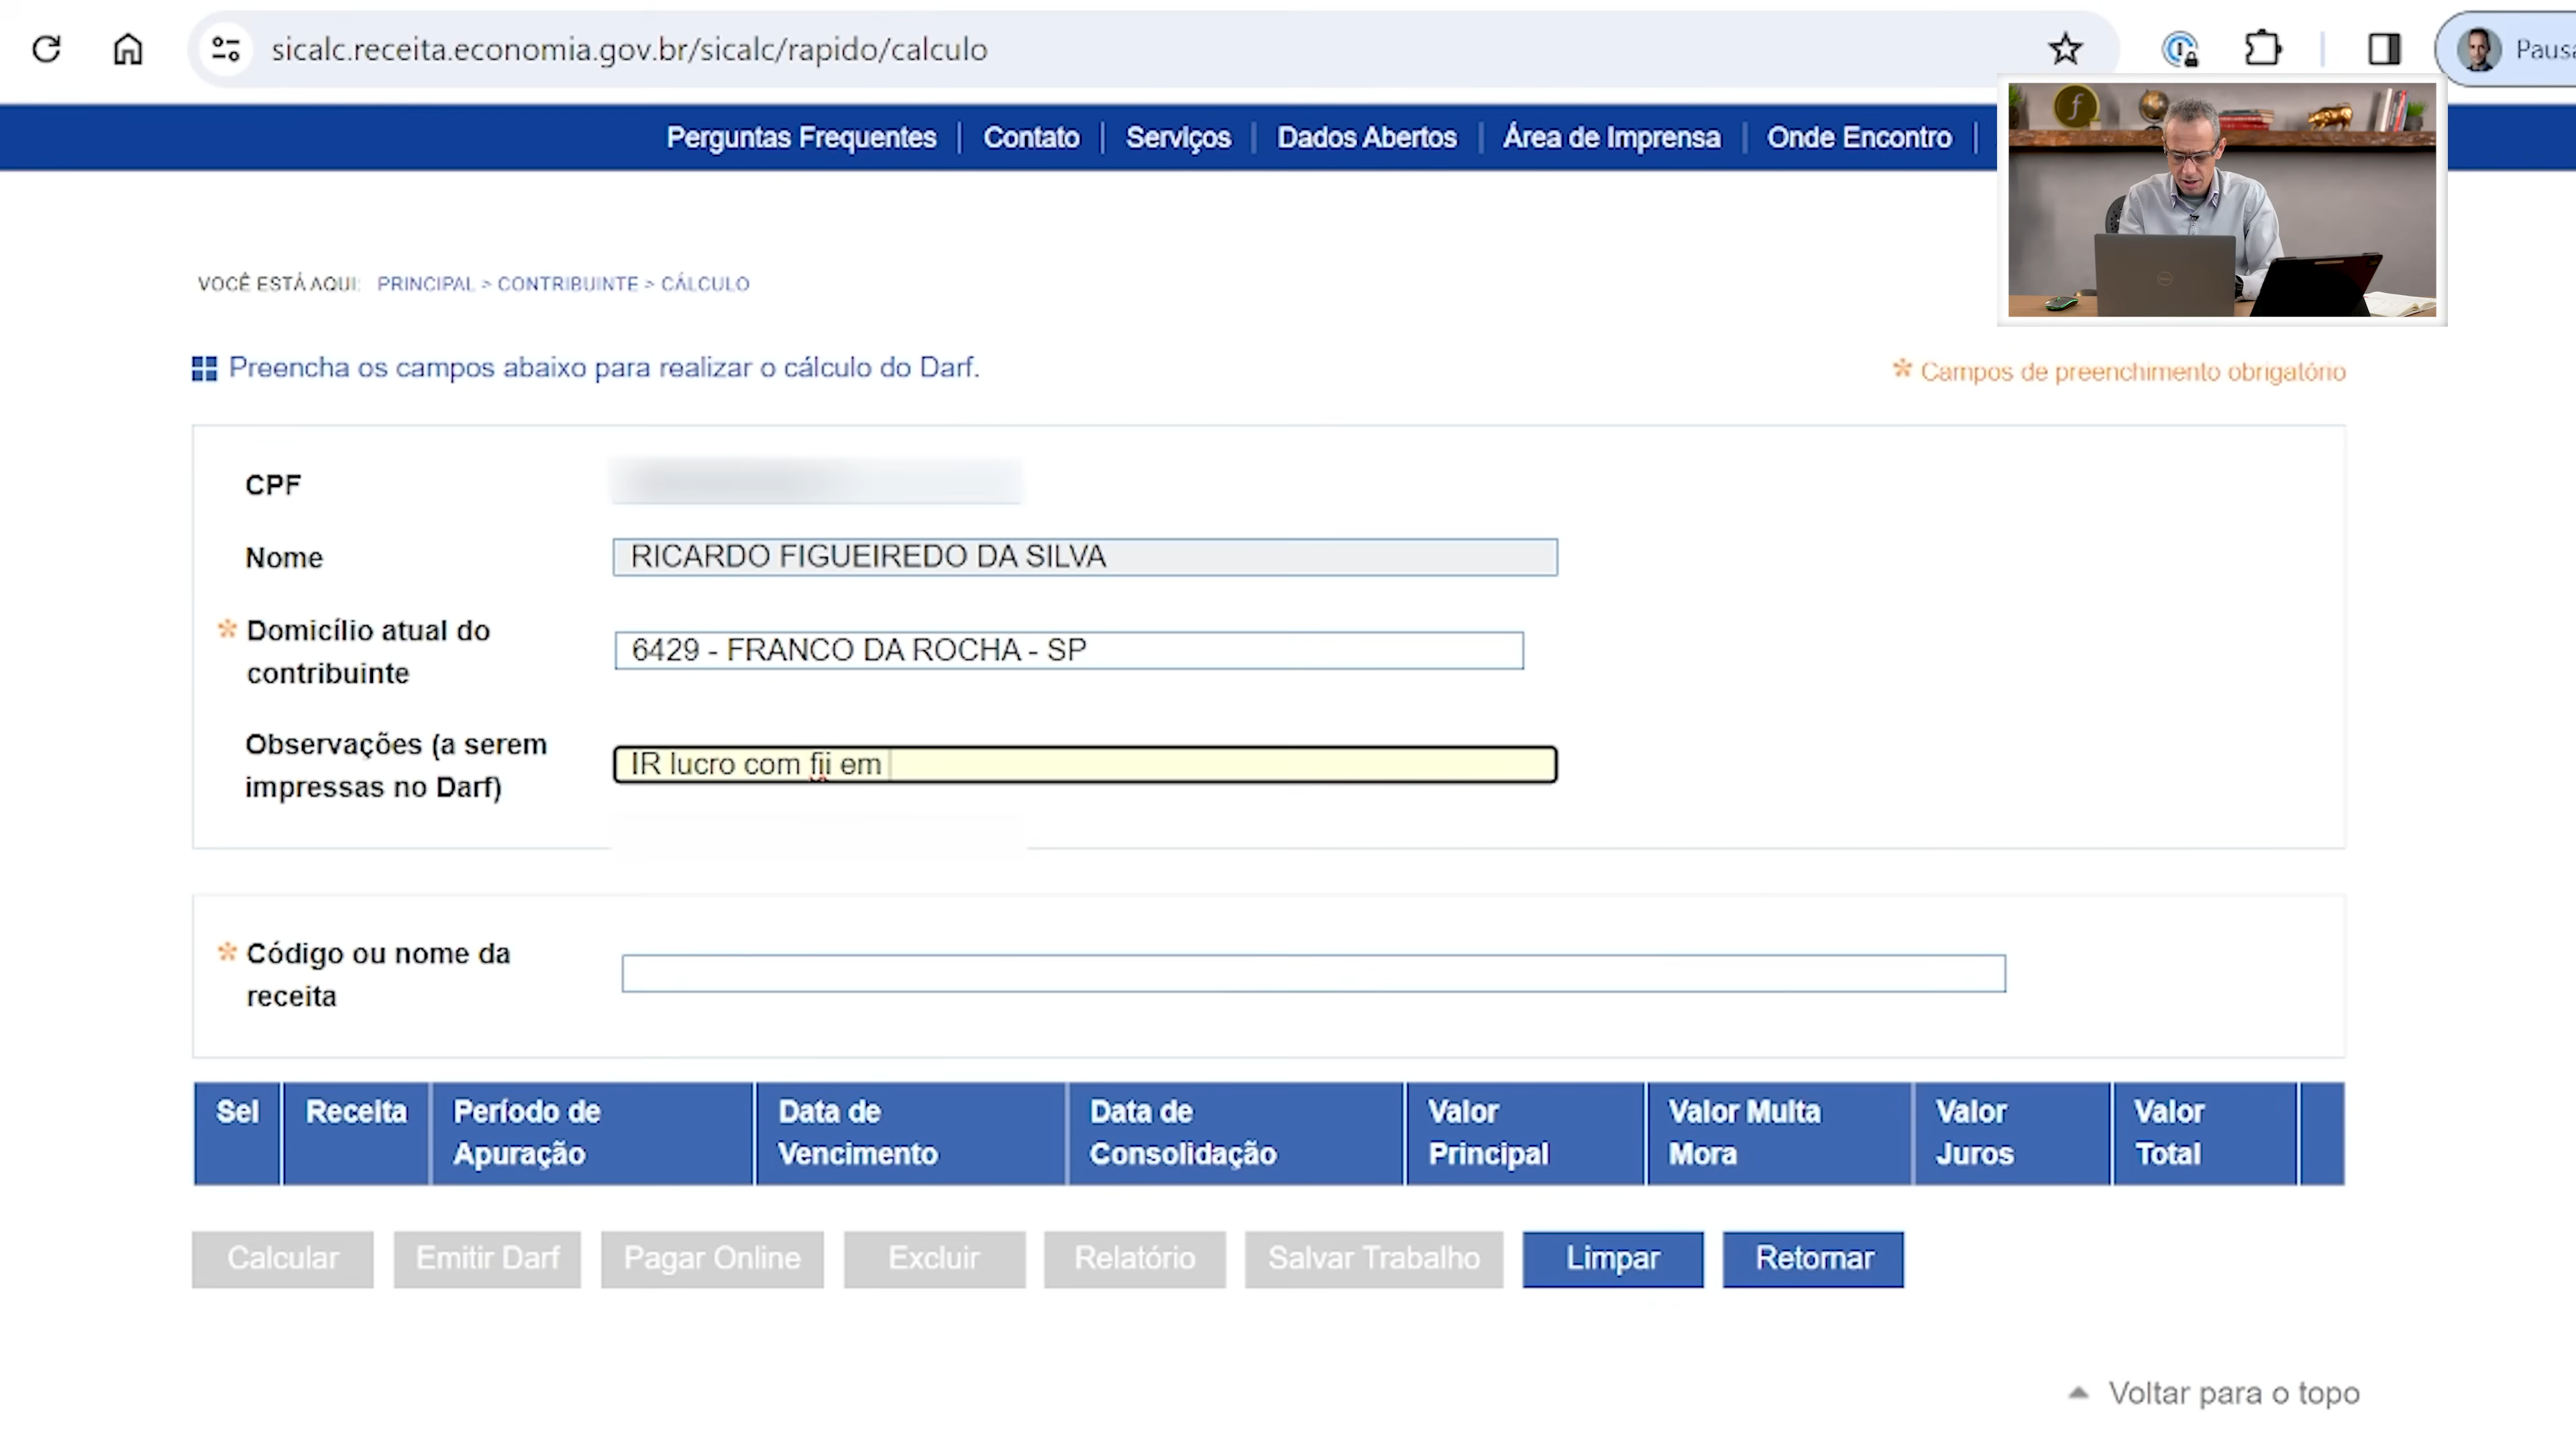 sicalc.receita.economia.gov.br/sicalc/rapido/calculo
Perguntas Frequentes | Contato | Serviços | Dados Abertos | Área de Imprensa | Onde Encontro |
VOCÊ ESTÁ AQUI: PRINCIPAL > CONTRIBUINTE > CÁLCULO
Preencha os campos abaixo para realizar o cálculo do Darf.
* Campos de preenchimento obrigatório
CPF
Nome
RICARDO FIGUEIREDO DA SILVA
* Domicílio atual do
contribuinte
6429 - FRANCO DA ROCHA - SP
Observações (a serem
impressas no Darf)
IR lucro com fii em
* Código ou nome da
receita
Sel
Receita
Período de
Apuração
Data de
Vencimento
Data de
Consolidação
Valor
Principal
Valor Multa
Mora
Valor
Juros
Valor
Total
Calcular
Emitir Darf
Pagar Online
Excluir
Relatório
Salvar Trabalho
Limpar
Retornar
Voltar para o topo